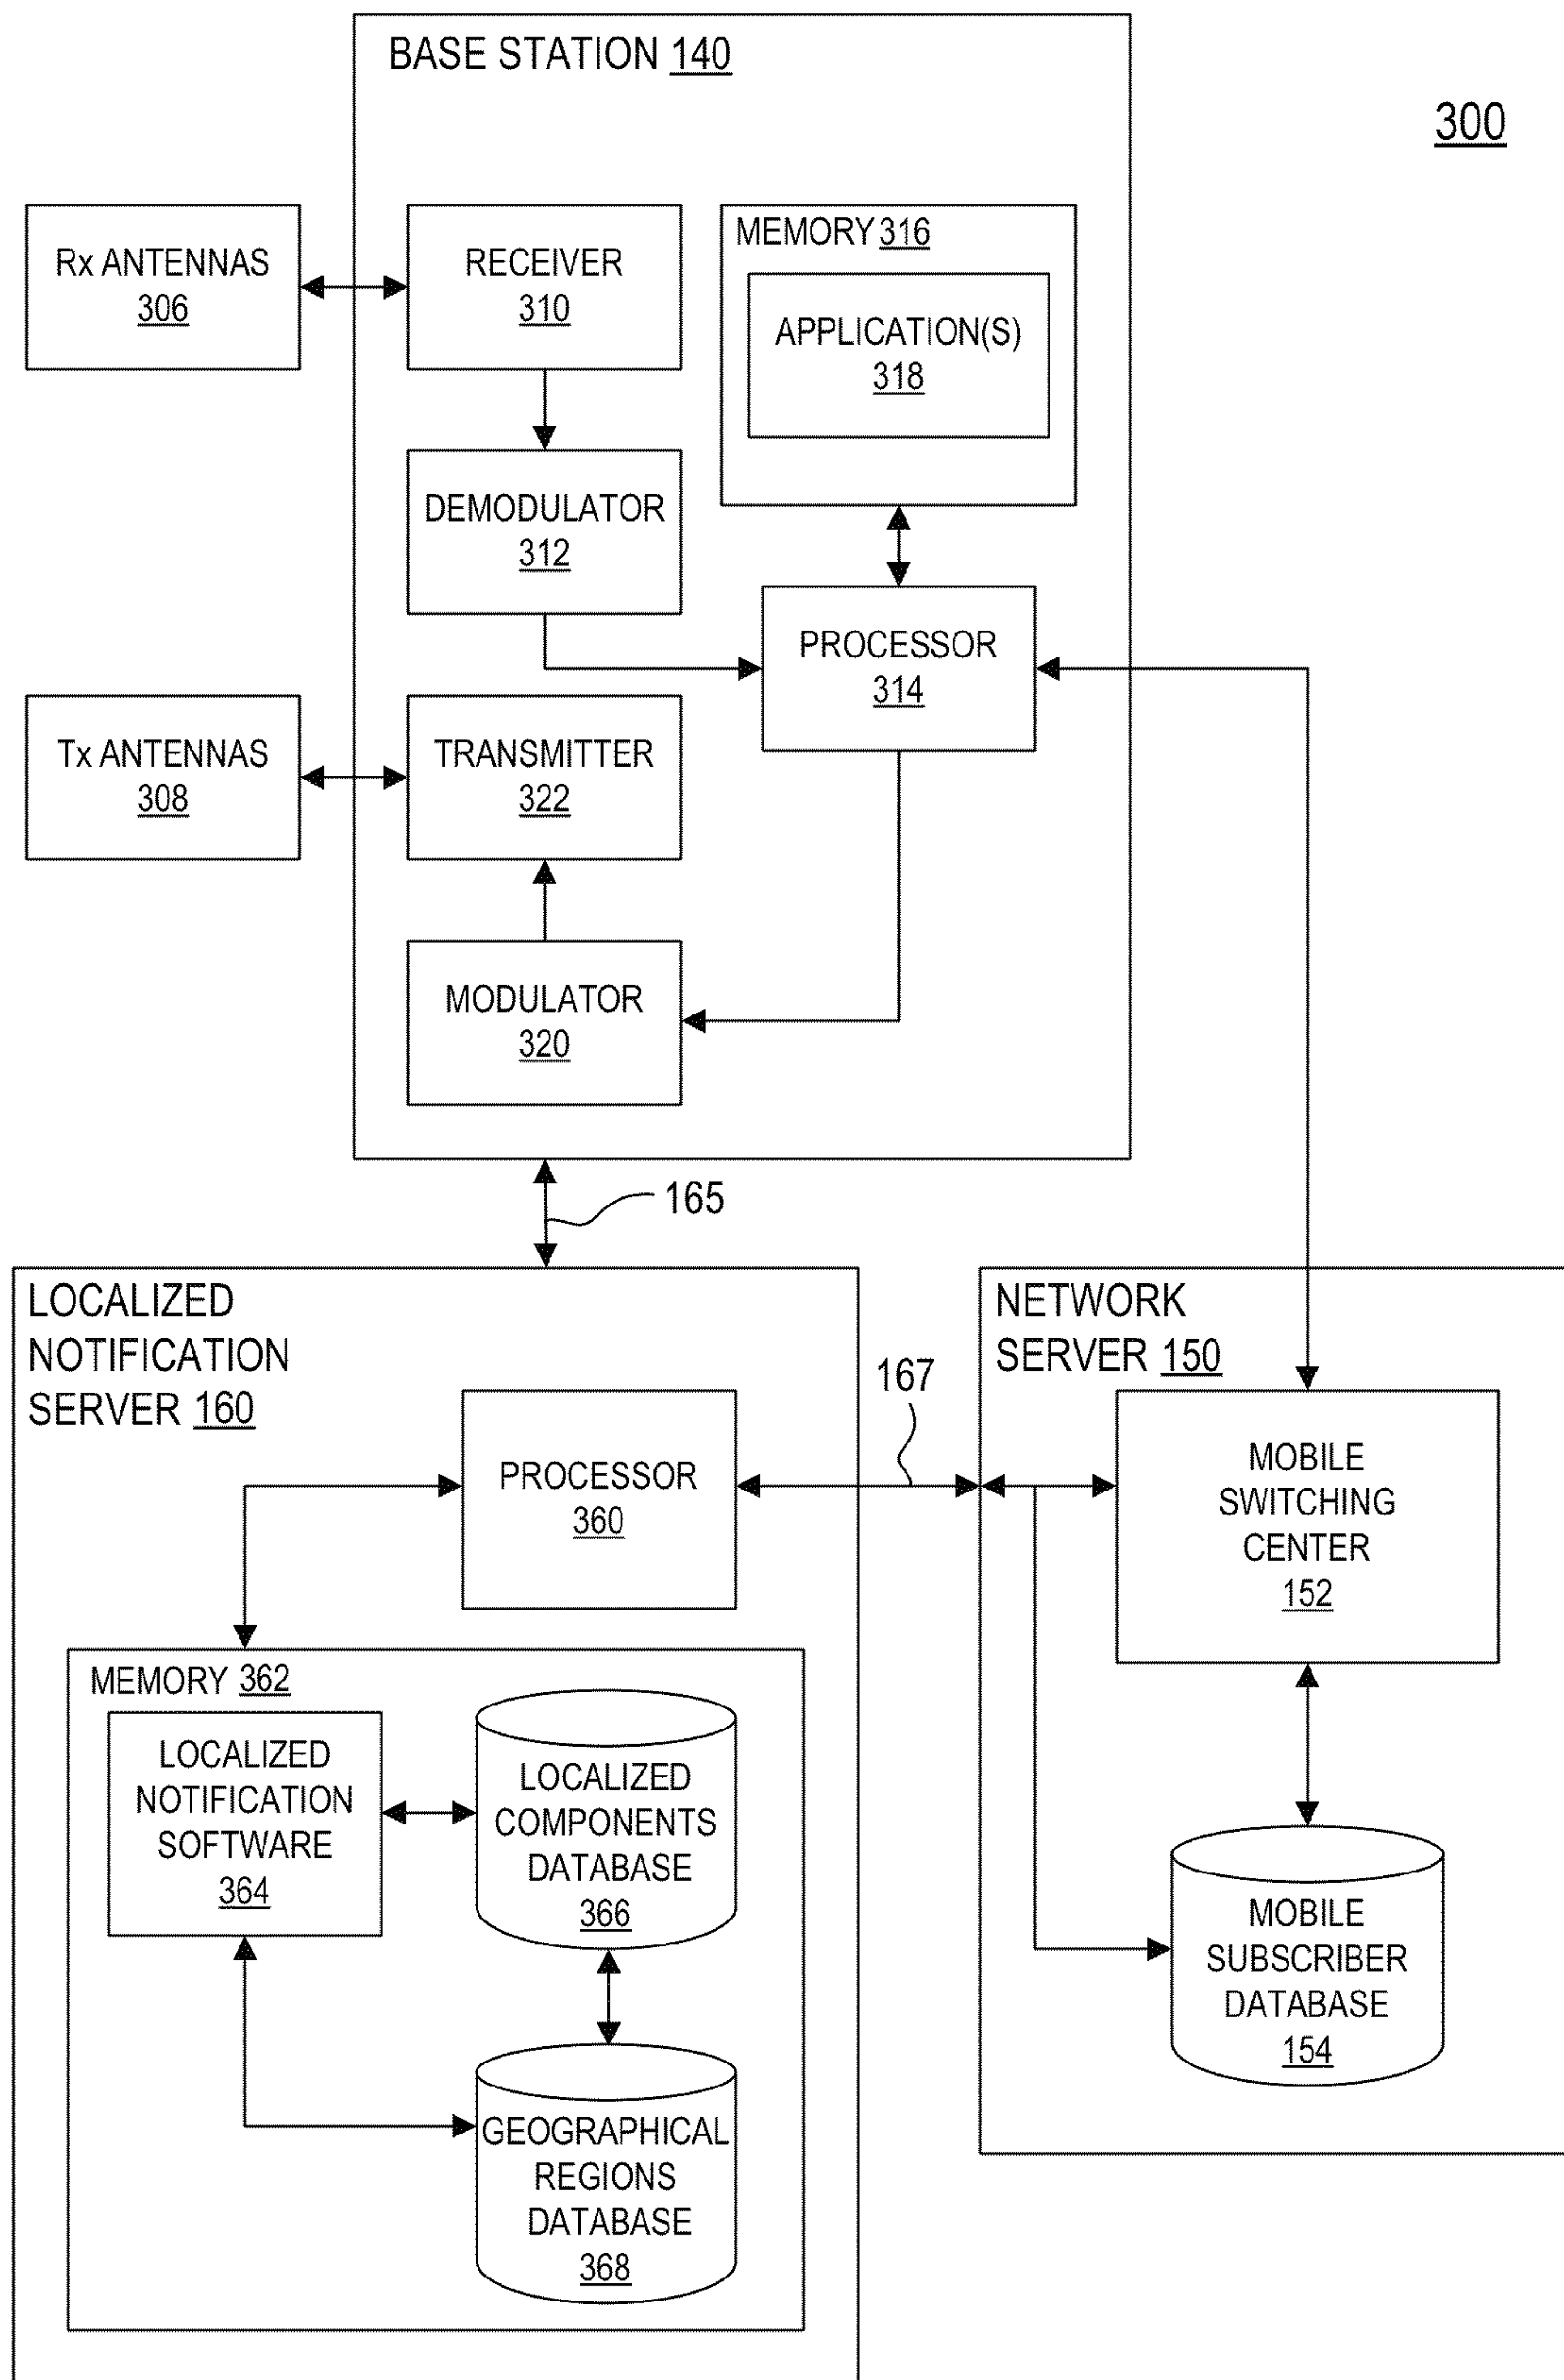 BASE STATION 140
300
Rx ANTENNAS
306
RECEIVER
310
MEMORY 316
APPLICATION(S)
318
DEMODULATOR
312
PROCESSOR
314
Tx ANTENNAS
308
TRANSMITTER
322
MODULATOR
320
165
LOCALIZED
NOTIFICATION
SERVER 160
PROCESSOR
360
167
NETWORK
SERVER 150
MOBILE
SWITCHING
CENTER
152
MEMORY 362
LOCALIZED
NOTIFICATION
SOFTWARE
364
LOCALIZED
COMPONENTS
DATABASE
366
GEOGRAPHICAL
REGIONS
DATABASE
368
MOBILE
SUBSCRIBER
DATABASE
154